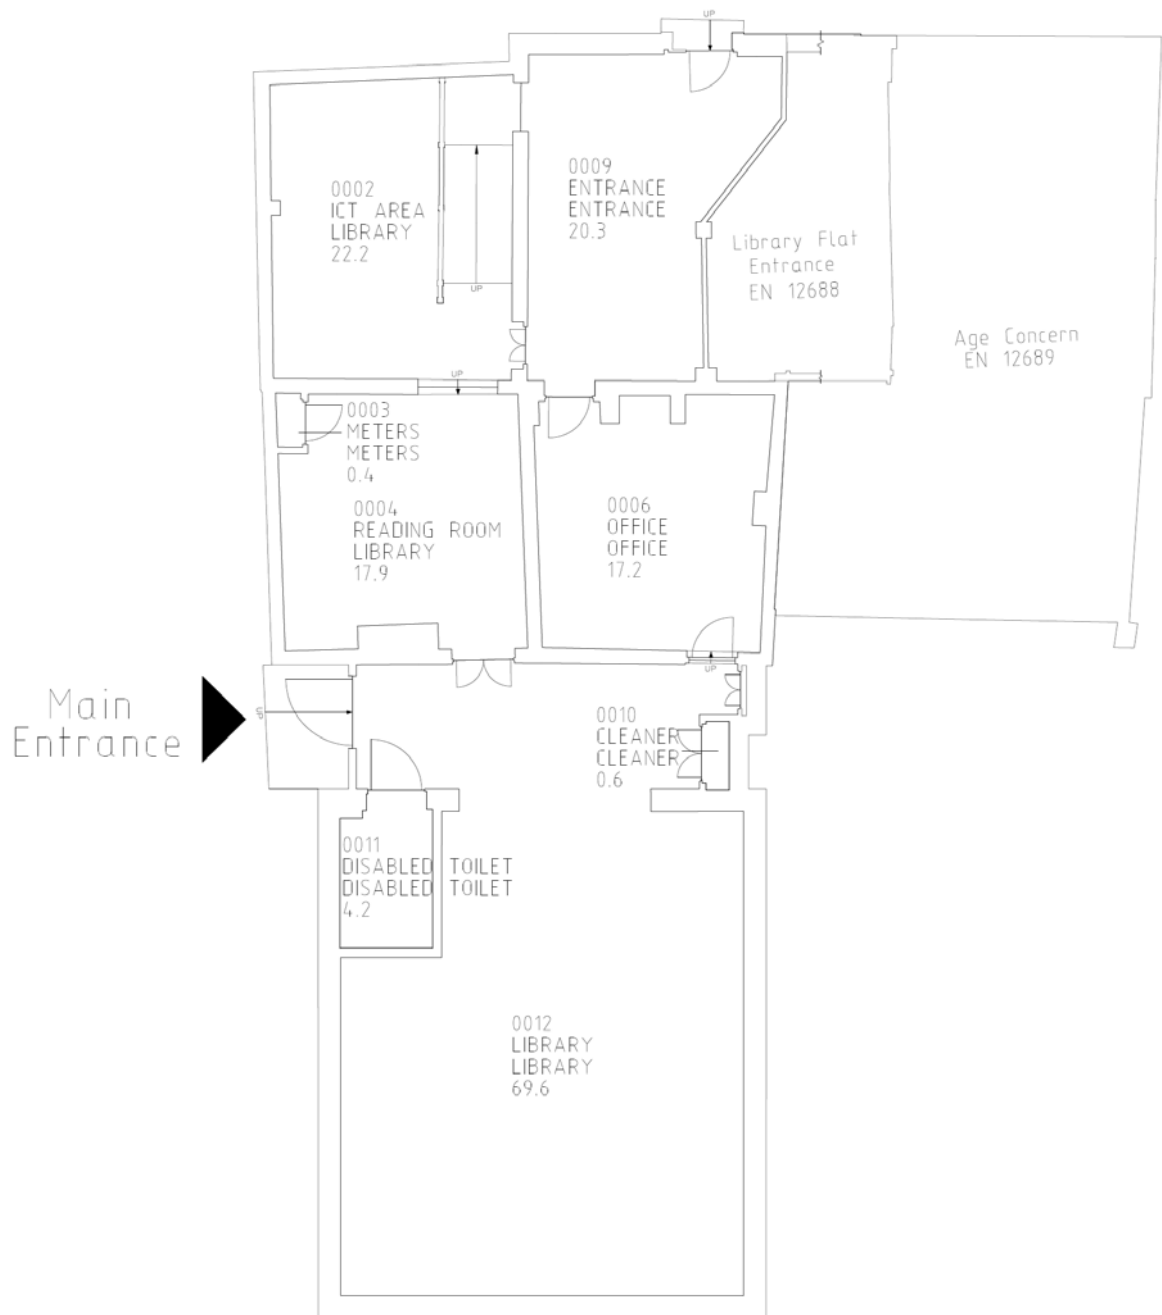 UP
0009
ENTRANCE
ENTRANCE
20.3
0002
ICT AREA
LIBRARY
22.2
UP
Library Flat
Entrance
EN 12688
Age Concern
EN 12689
UP
0003
METERS
METERS
0.4
0004
READING ROOM
LIBRARY
17.9
0006
OFFICE
OFFICE
17.2
UP
Main
Entrance
UP
0010
CLEANER
CLEANER
0.6
0011
DISABLED TOILET
DISABLED TOILET
4.2
0012
LIBRARY
LIBRARY
69.6